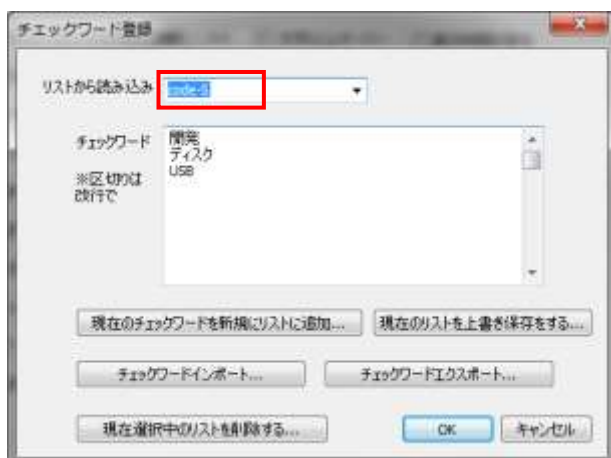 チェックワード登録
リストから読み込み
チェックワード
※区切りは
改行で
開発
ディスク
USB
現在のチェックワードを新規にリストに追加...
現在のリストを上書き保存をする...
チェックワードインポート...
チェックワードエクスポート...
現在選択中のリストを削除する...
OK
キャンセル